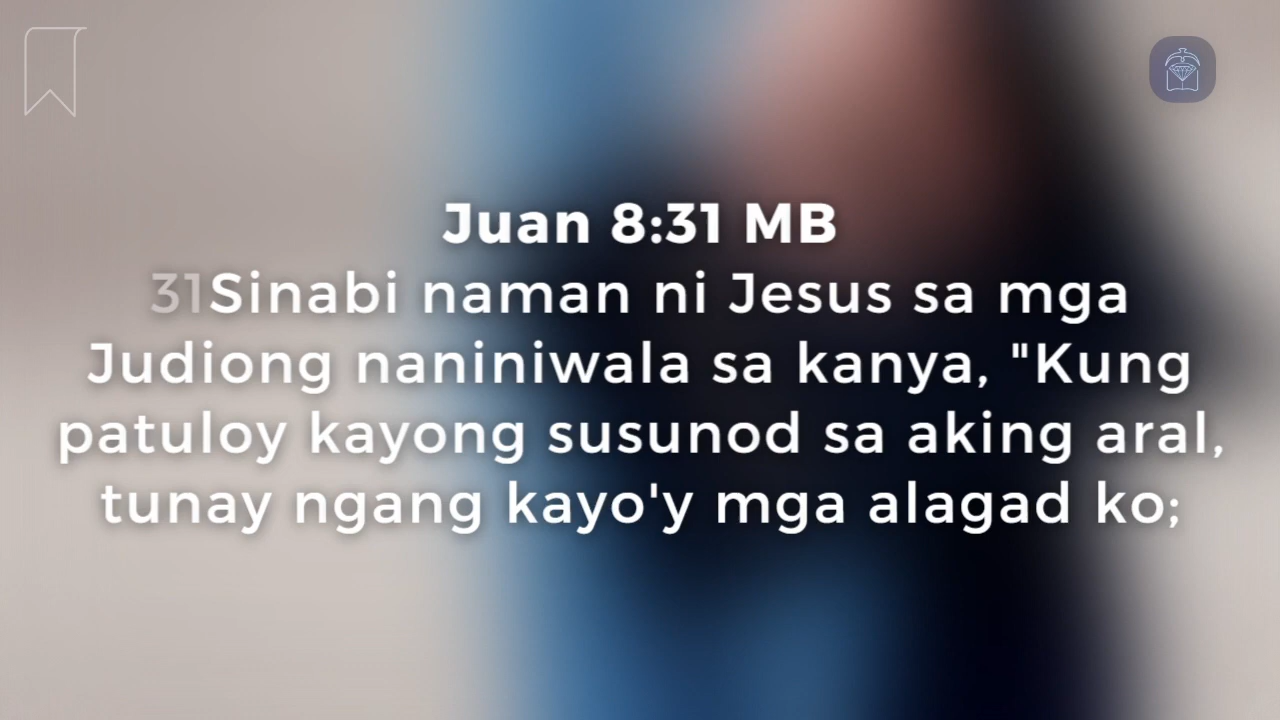 Juan 8:31 MB
31Sinabi naman ni Jesus sa mga
Judiong naniniwala sa kanya, "Kung
patuloy kayong susunod sa aking aral,
tunay ngang kayo'y mga alagad ko;